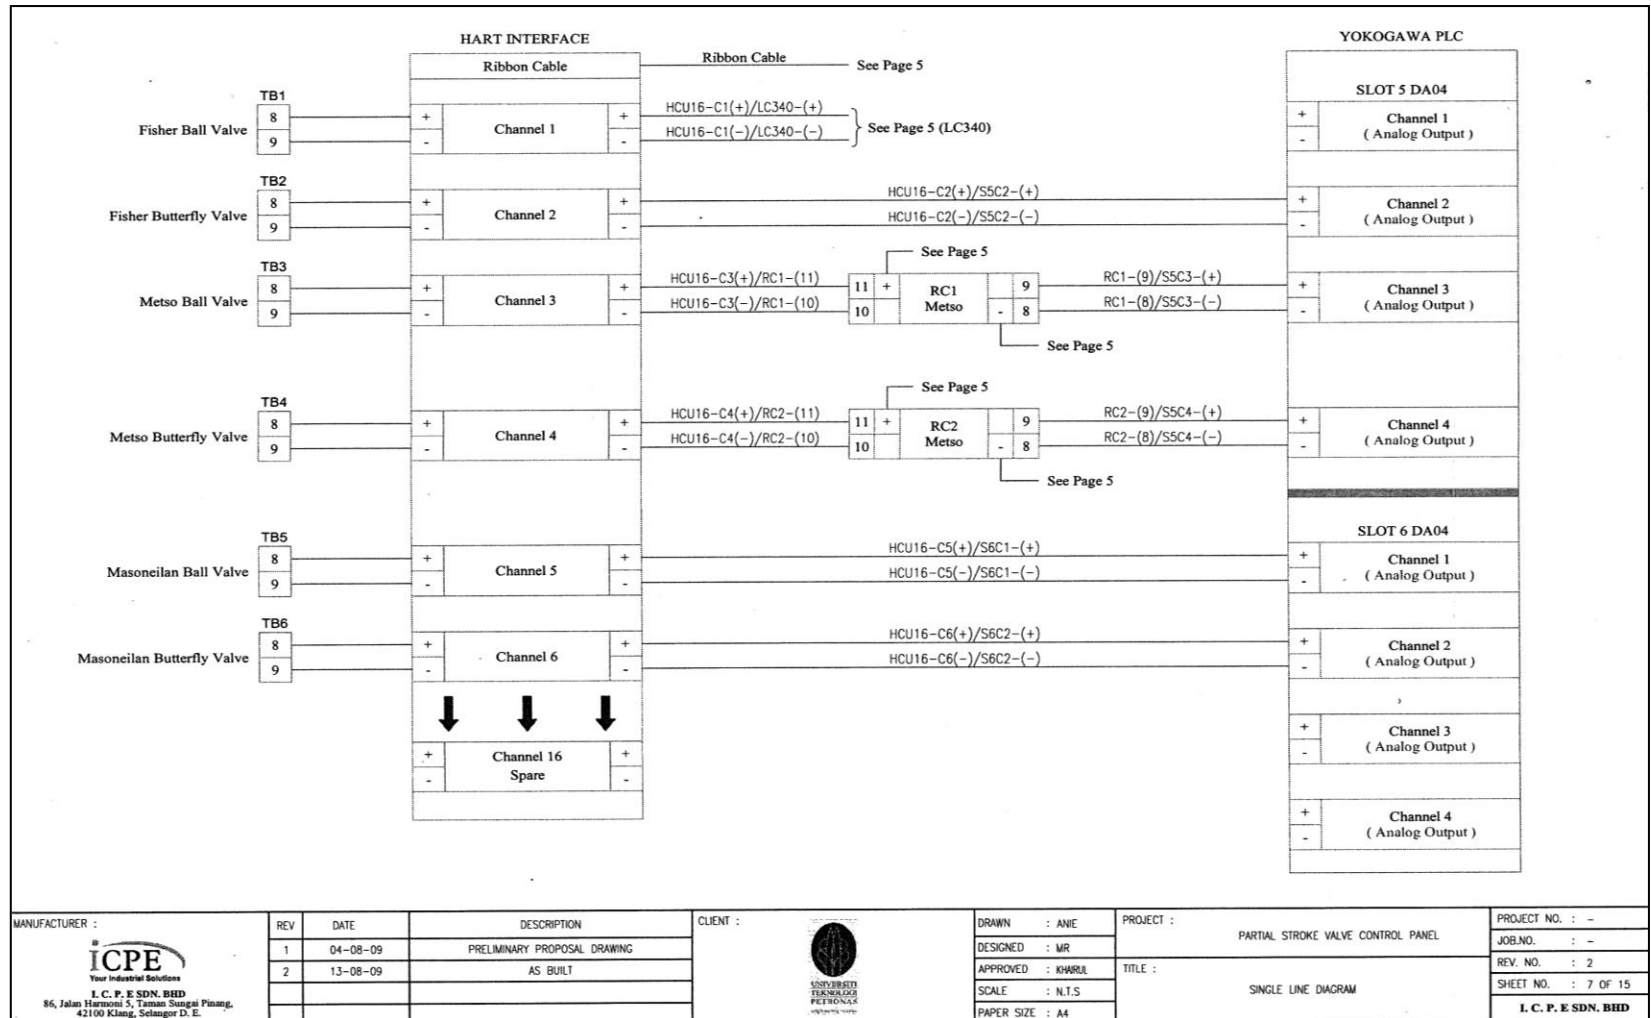 HART INTERFACE
YOKOGAWA PLC
Ribbon Cable
Ribbon Cable
See Page 5
SLOT 5 DA04
TB1
Fisher Ball Valve
8
9
+
-
Channel 1
+
-
HCU16-C1(+)/LC340-(+)
HCU16-C1(-)/LC340-(-)
See Page 5 (LC340)
+
-
Channel 1
( Analog Output )
TB2
Fisher Butterfly Valve
8
9
+
-
Channel 2
+
-
HCU16-C2(+)/S5C2-(+)
HCU16-C2(-)/S5C2-(-)
+
-
Channel 2
( Analog Output )
See Page 5
TB3
Metso Ball Valve
8
9
+
-
Channel 3
+
-
HCU16-C3(+)/RC1-(11)
HCU16-C3(-)/RC1-(10)
11 +
10
RC1
Metso
9
- 8
RC1-(9)/S5C3-(+)
RC1-(8)/S5C3-(-)
+
-
Channel 3
( Analog Output )
See Page 5
See Page 5
TB4
Metso Butterfly Valve
8
9
+
-
Channel 4
+
-
HCU16-C4(+)/RC2-(11)
HCU16-C4(-)/RC2-(10)
11 +
10
RC2
Metso
9
- 8
RC2-(9)/S5C4-(+)
RC2-(8)/S5C4-(-)
+
-
Channel 4
( Analog Output )
See Page 5
SLOT 6 DA04
TB5
Masoneilan Ball Valve
8
9
+
-
Channel 5
+
-
HCU16-C5(+)/S6C1-(+)
HCU16-C5(-)/S6C1-(-)
+
-
Channel 1
( Analog Output )
TB6
Masoneilan Butterfly Valve
8
9
+
-
Channel 6
+
-
HCU16-C6(+)/S6C2-(+)
HCU16-C6(-)/S6C2-(-)
+
-
Channel 2
( Analog Output )
+
-
Channel 16
Spare
+
-
+
-
Channel 3
( Analog Output )
+
-
Channel 4
( Analog Output )
MANUFACTURER :
iCPE
Your Industrial Solutions
I. C. P. E SDN. BHD
86, Jalan Harmoni 5, Taman Sungai Pinang,
42100 Klang, Selangor D. E.
REV DATE DESCRIPTION
1 04-08-09 PRELIMINARY PROPOSAL DRAWING
2 13-08-09 AS BUILT
CLIENT :
UNIVERSITI
TEKNOLOGI
PETRONAS
DRAWN : ANIE
DESIGNED : MR
APPROVED : KHAIRUL
SCALE : N.T.S
PAPER SIZE : A4
PROJECT :
PARTIAL STROKE VALVE CONTROL PANEL
TITLE :
SINGLE LINE DIAGRAM
PROJECT NO. : -
JOB.NO. : -
REV. NO. : 2
SHEET NO. : 7 OF 15
I. C. P. E SDN. BHD